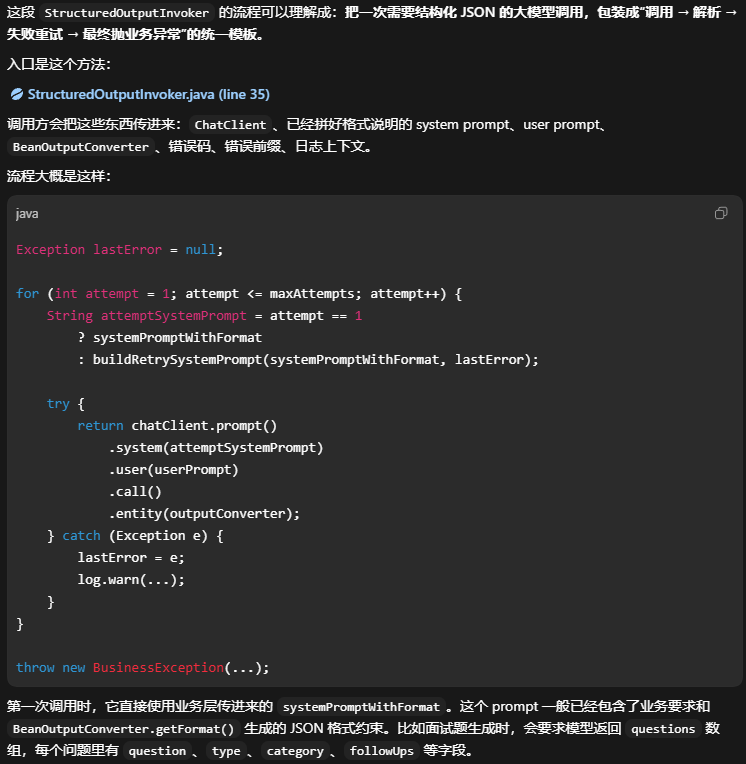 这段 StructuredOutputInvoker 的流程可以理解成：把一次需要结构化 JSON 的大模型调用，包装成“调用 → 解析 →
失败重试 → 最终抛业务异常”的统一模板。
入口是这个方法：
StructuredOutputInvoker.java (line 35)
调用方会把这些东西传进来： ChatClient 、已经拼好格式说明的 system prompt、user prompt、
BeanOutputConverter 、错误码、错误前缀、日志上下文。
流程大概是这样：
java
Exception lastError = null;
for (int attempt = 1; attempt <= maxAttempts; attempt++) {
    String attemptSystemPrompt = attempt == 1
        ? systemPromptWithFormat
        : buildRetrySystemPrompt(systemPromptWithFormat, lastError);
    try {
        return chatClient.prompt()
            .system(attemptSystemPrompt)
            .user(userPrompt)
            .call()
            .entity(outputConverter);
    } catch (Exception e) {
        lastError = e;
        log.warn(...);
    }
}
throw new BusinessException(...);
第一次调用时，它直接使用业务层传进来的 systemPromptWithFormat 。这个 prompt 一般已经包含了业务要求和
BeanOutputConverter.getFormat() 生成的 JSON 格式约束。比如面试题生成时，会要求模型返回 questions 数
组，每个问题里有 question 、 type 、 category 、 followUps 等字段。